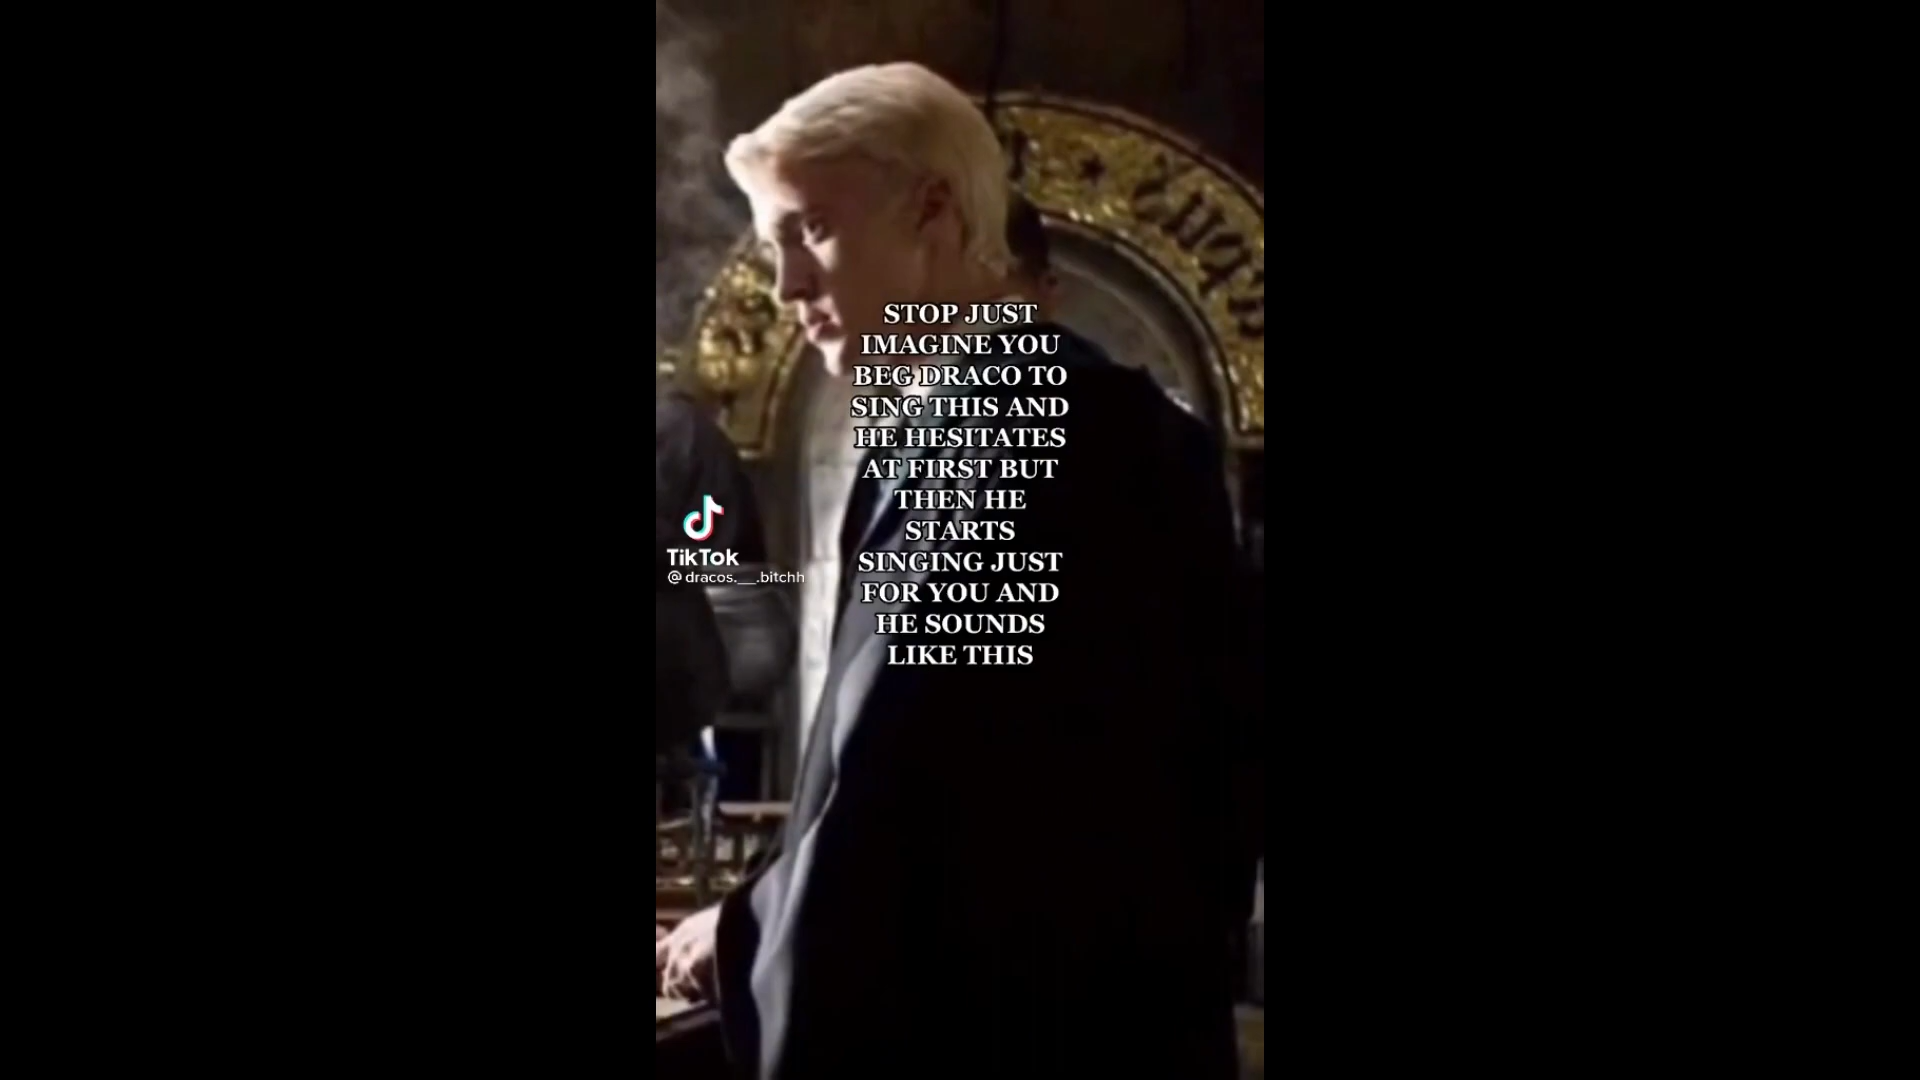 STOP JUST
IMAGINE YOU
BEG DRACO TO
SING THIS AND
HE HESITATES
AT FIRST BUT
THEN HE
STARTS
SINGING JUST
FOR YOU AND
HE SOUNDS
LIKE THIS
TikTok
@dracos.__.bitchh